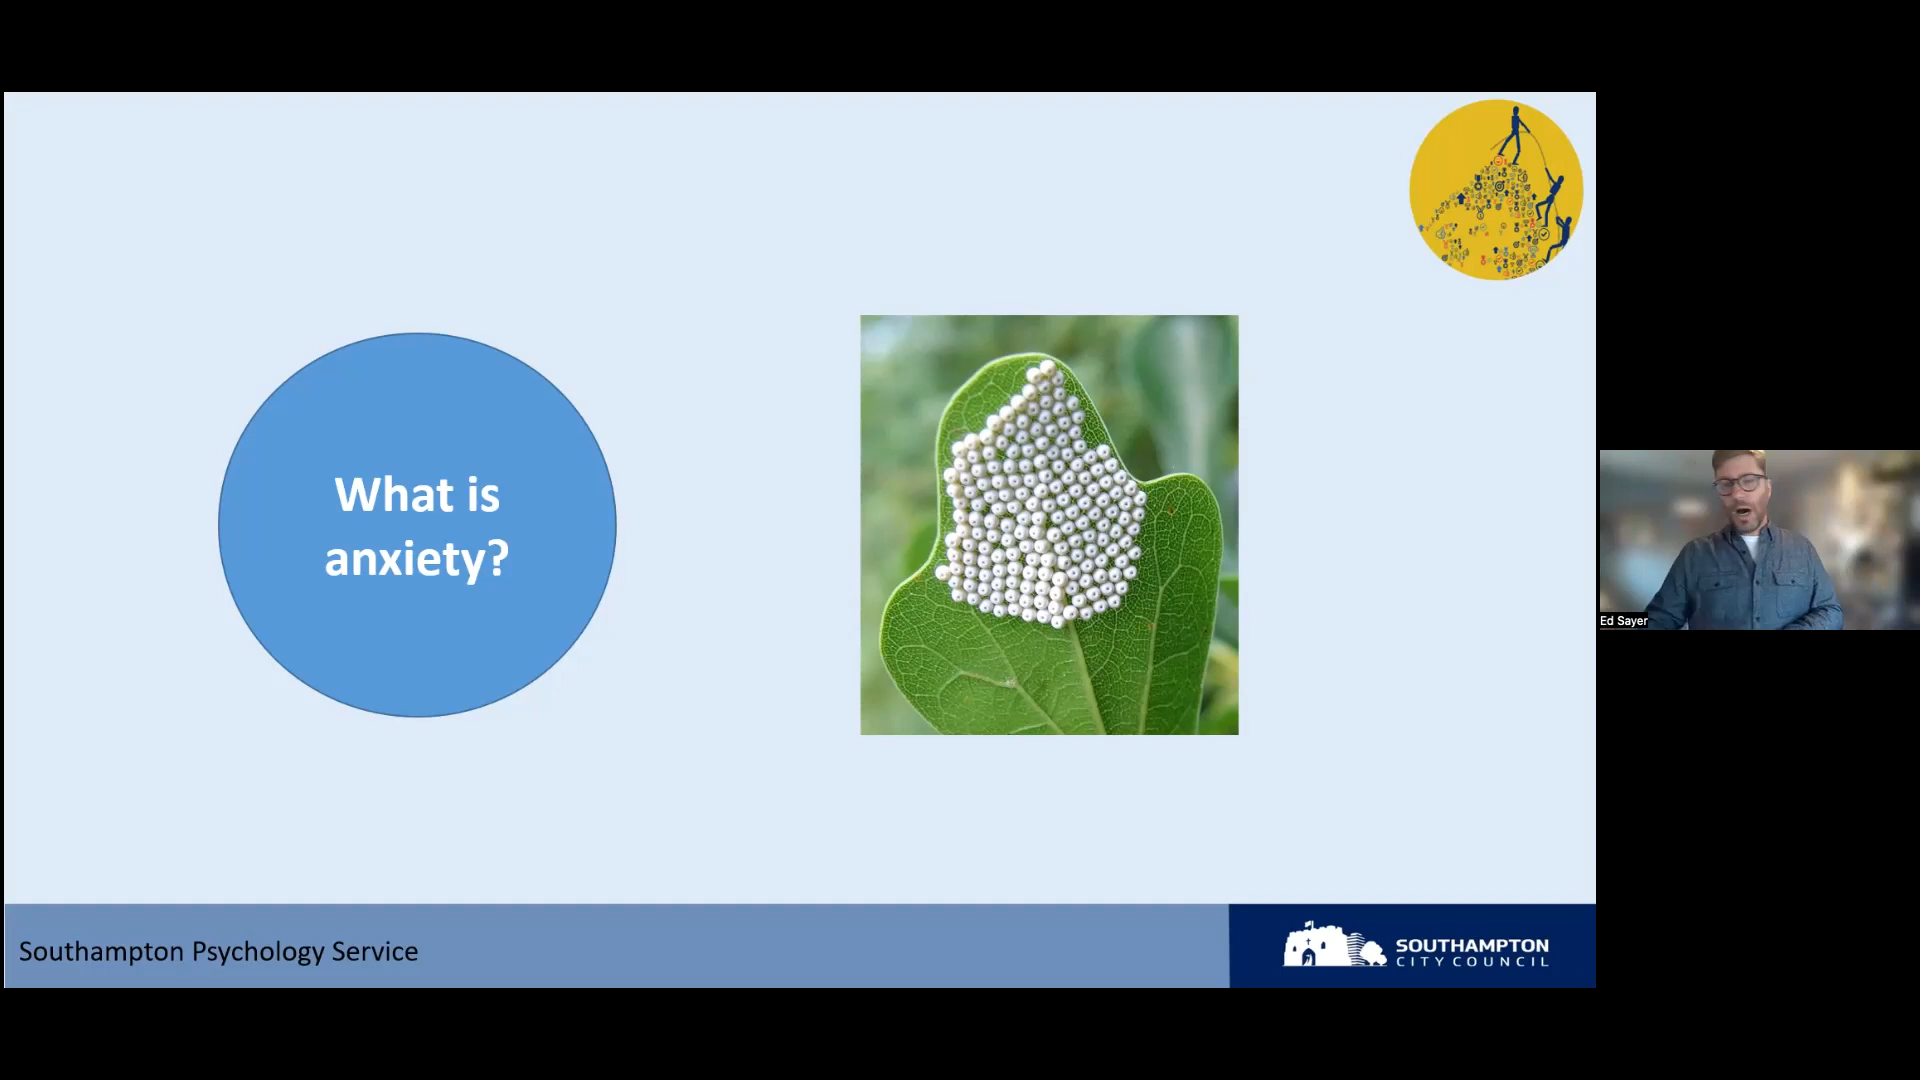 What is
anxiety?
Ed Sayer
Southampton Psychology Service
SOUTHAMPTON
CITY COUNCIL